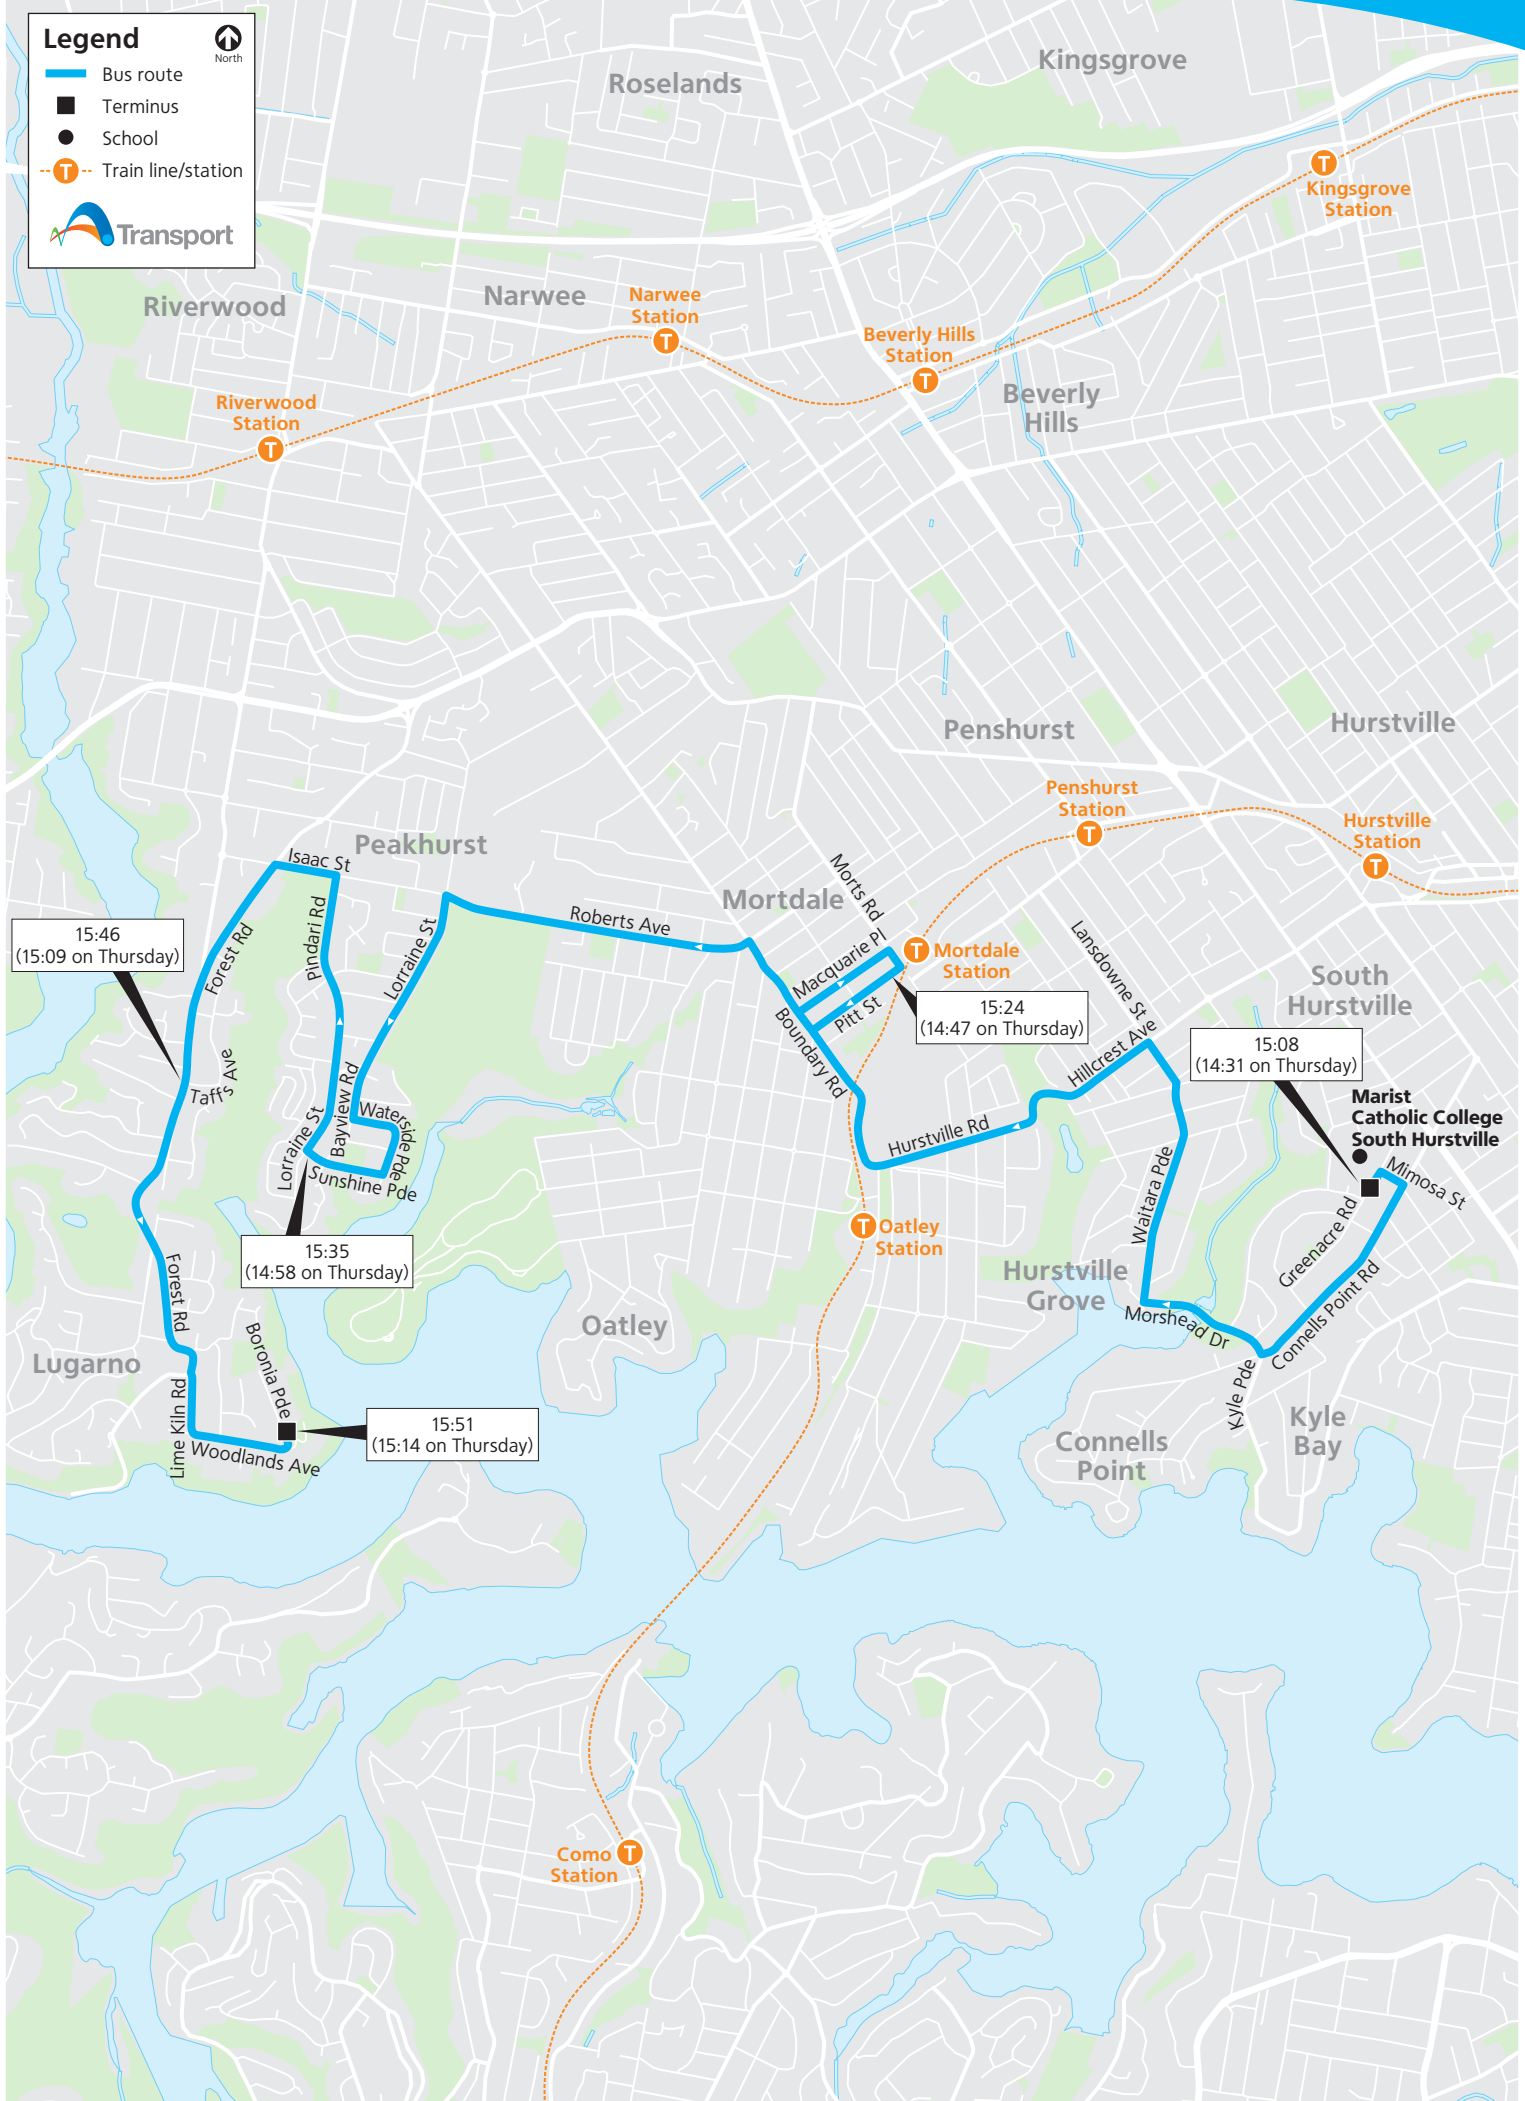 Legend
North
Bus route
Terminus
School
T
Train line/station
Transport
Roselands
Kingsgrove
T
Kingsgrove
Station
Riverwood
Narwee
Narwee
Station
T
Beverly Hills
Station
T
Beverly
Hills
Riverwood
Station
T
Penshurst
Hurstville
Penshurst
Station
T
Hurstville
Station
T
Peakhurst
Isaac St
Mortdale
Morts Rd
Roberts Ave
Pindari Rd
Lorraine St
Forest Rd
15:46
(15:09 on Thursday)
Macquarie Pl
T
Mortdale
Station
Lansdowne St
South
Hurstville
Pitt St
15:24
(14:47 on Thursday)
Boundary Rd
Hillcrest Ave
15:08
(14:31 on Thursday)
Taffs Ave
Bayview Rd
Waterside Pde
Lorraine St
Sunshine Pde
Hurstville Rd
Marist
Catholic College
South Hurstville
Mimosa St
Waitara Pde
Greenacre Rd
15:35
(14:58 on Thursday)
T
Oatley
Station
Hurstville
Grove
Connells Point Rd
Morshead Dr
Forest Rd
Boronia Pde
Oatley
Lugarno
Kyle Pde
Lime Kiln Rd
Woodlands Ave
15:51
(15:14 on Thursday)
Kyle
Bay
Connells
Point
Como
Station
T